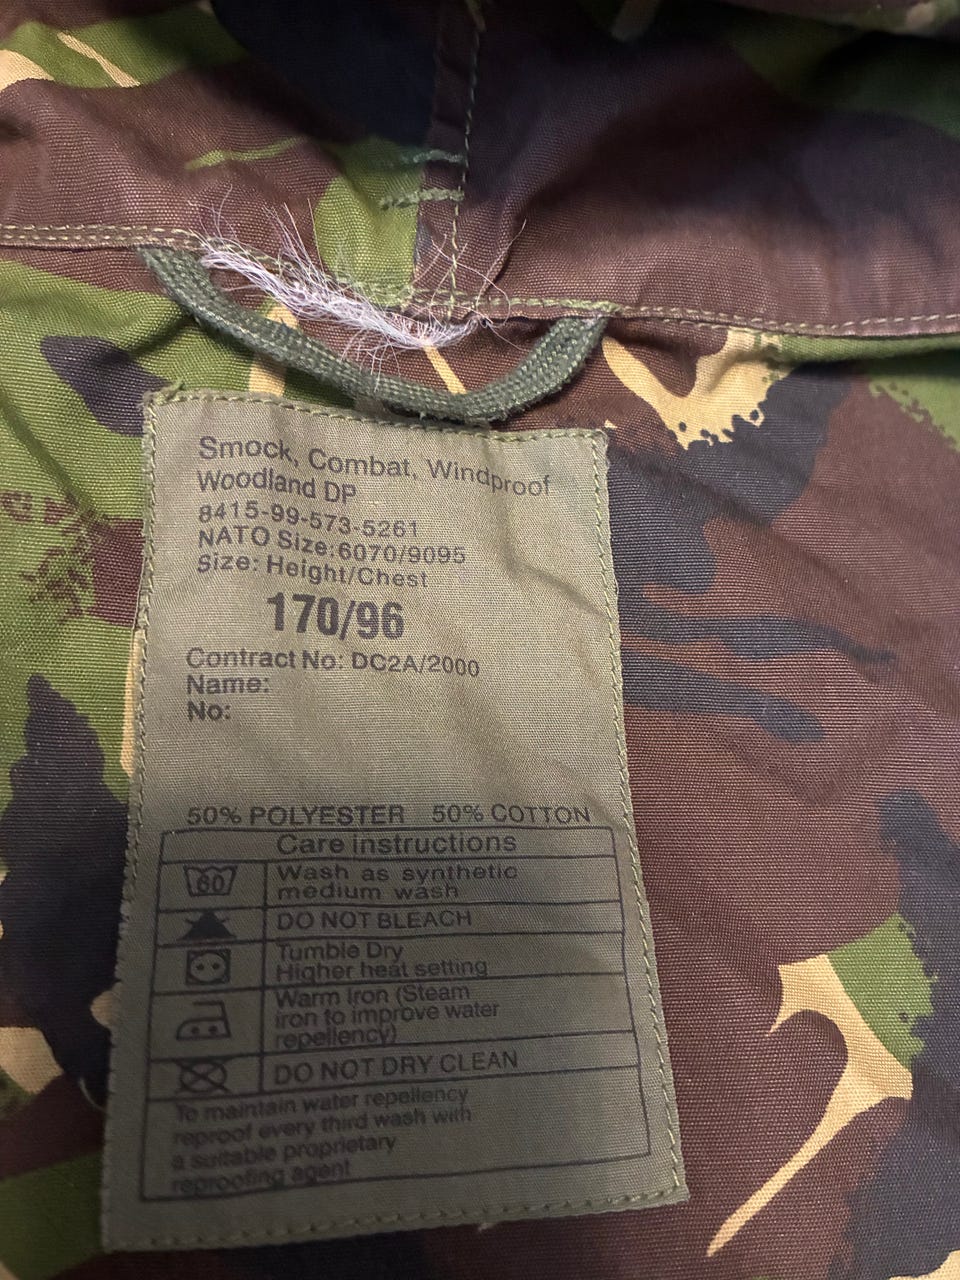 Smock, Combat, Windproof
Woodland DP
8415-99-573-5261
NATO Size:6070/9095
Size: Height/Chest
170/96
Contract No: DC2A/2000
Name:
No:
50% POLYESTER 50% COTTON
Care instructions
60 Wash as synthetic
medium wash
DO NOT BLEACH
Tumble Dry
Higher heat setting
Warm Iron (Steam
iron to improve water
repellency)
DO NOT DRY CLEAN
To maintain water repellency
reproof every third wash with
a suitable proprietary
reproofing agent